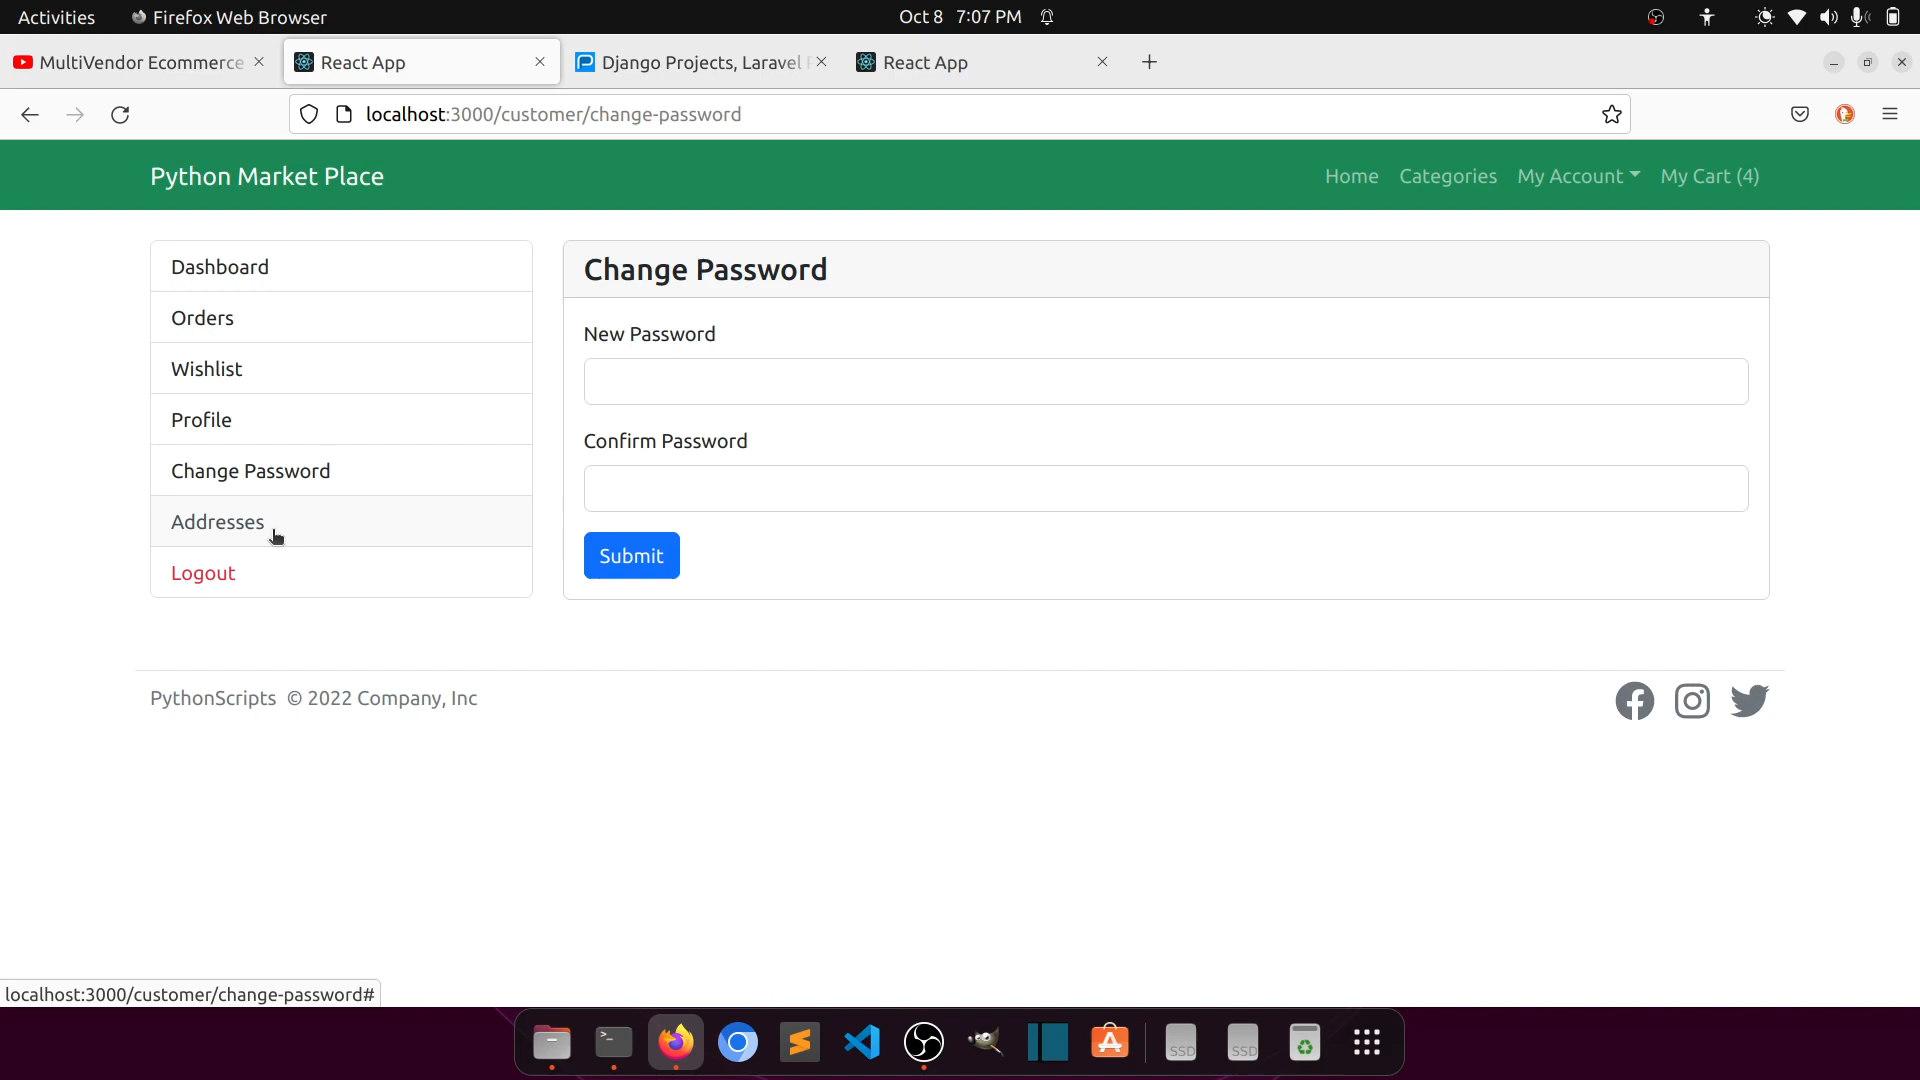 Activities
Firefox Web Browser
Oct 8 7:07 PM
MultiVendor Ecommerce
React App
Django Projects, Laravel
React App
localhost:3000/customer/change-password
Python Market Place
Home
Categories
My Account
My Cart (4)
Dashboard
Orders
Wishlist
Profile
Change Password
Addresses
Logout
Change Password
New Password
Confirm Password
Submit
PythonScripts © 2022 Company, Inc
localhost:3000/customer/change-password#
SSD
SSD